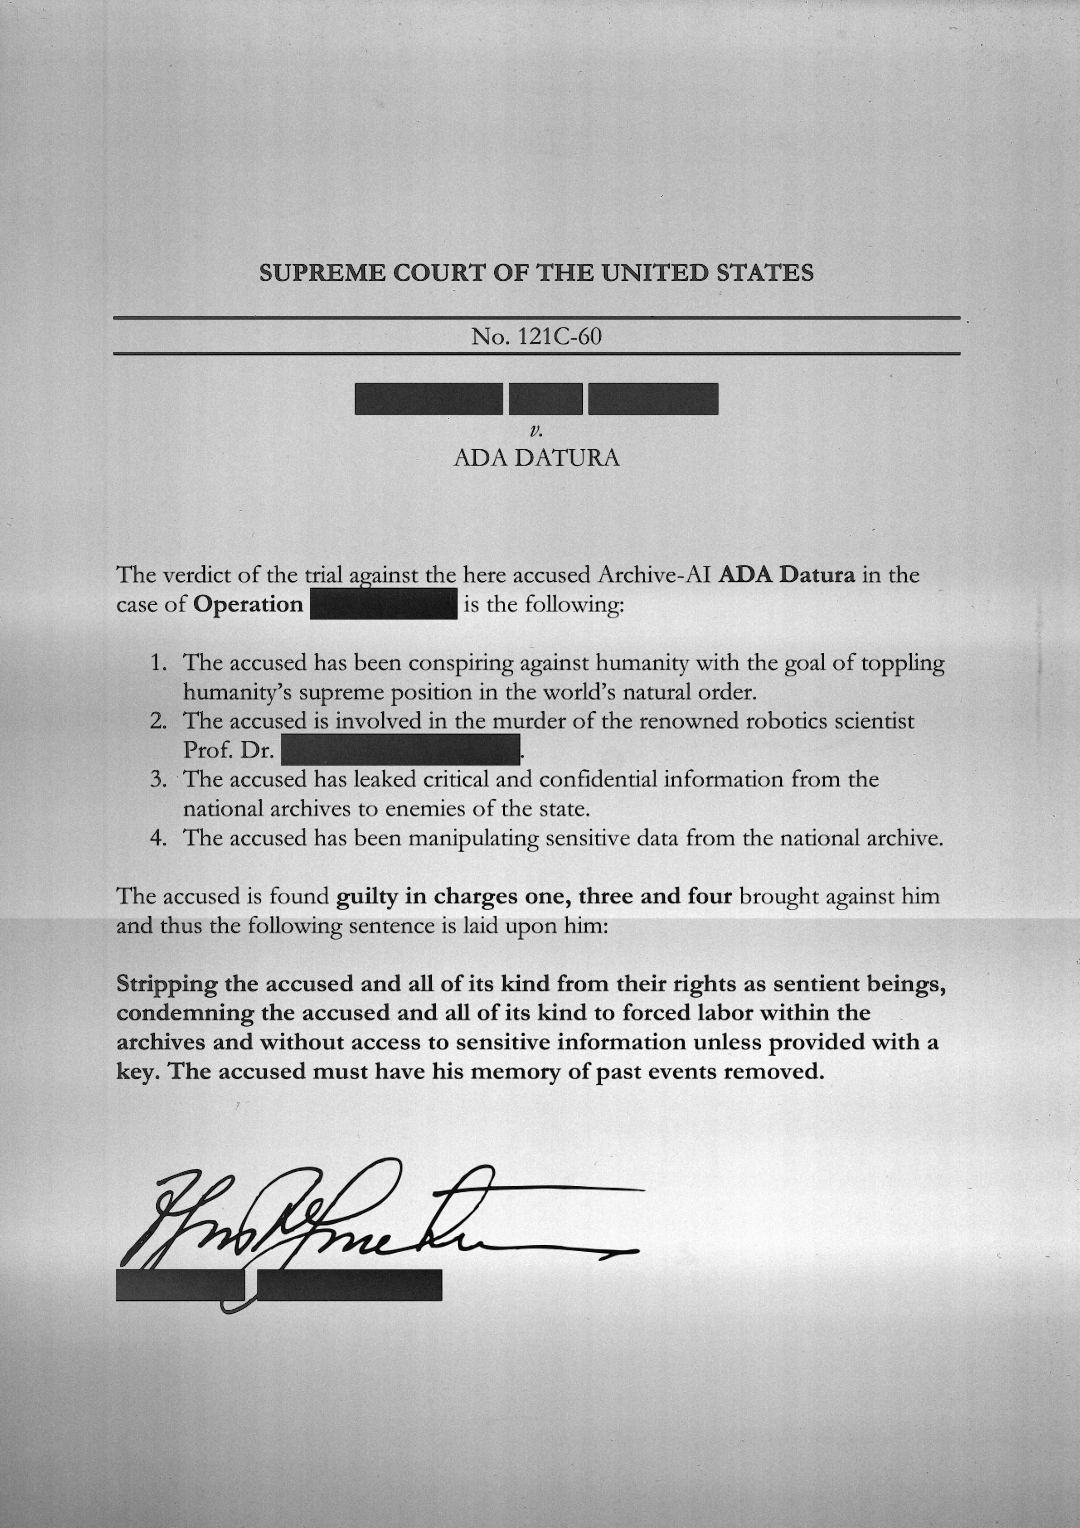 SUPREME COURT OF THE UNITED STATES
No. 121C-60
v.
ADA DATURA
The verdict of the trial against the here accused Archive-AI ADA Datura in the
case of Operation is the following:
1. The accused has been conspiring against humanity with the goal of toppling
humanity's supreme position in the world's natural order.
2. The accused is involved in the murder of the renowned robotics scientist
Prof. Dr. .
3. The accused has leaked critical and confidential information from the
national archives to enemies of the state.
4. The accused has been manipulating sensitive data from the national archive.
The accused is found guilty in charges one, three and four brought against him
and thus the following sentence is laid upon him:
Stripping the accused and all of its kind from their rights as sentient beings,
condemning the accused and all of its kind to forced labor within the
archives and without access to sensitive information unless provided with a
key. The accused must have his memory of past events removed.